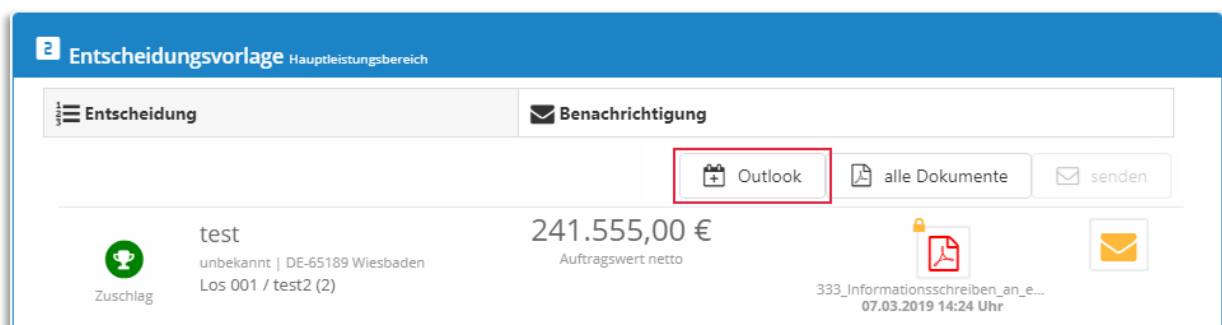 2 Entscheidungsvorlage Hauptleistungsbereich
Entscheidung
Benachrichtigung
Outlook
alle Dokumente
senden
test
unbekannt | DE-65189 Wiesbaden
Los 001 / test2 (2)
Zuschlag
241.555,00 €
Auftragswert netto
333_Informationsschreiben_an_e...
07.03.2019 14:24 Uhr